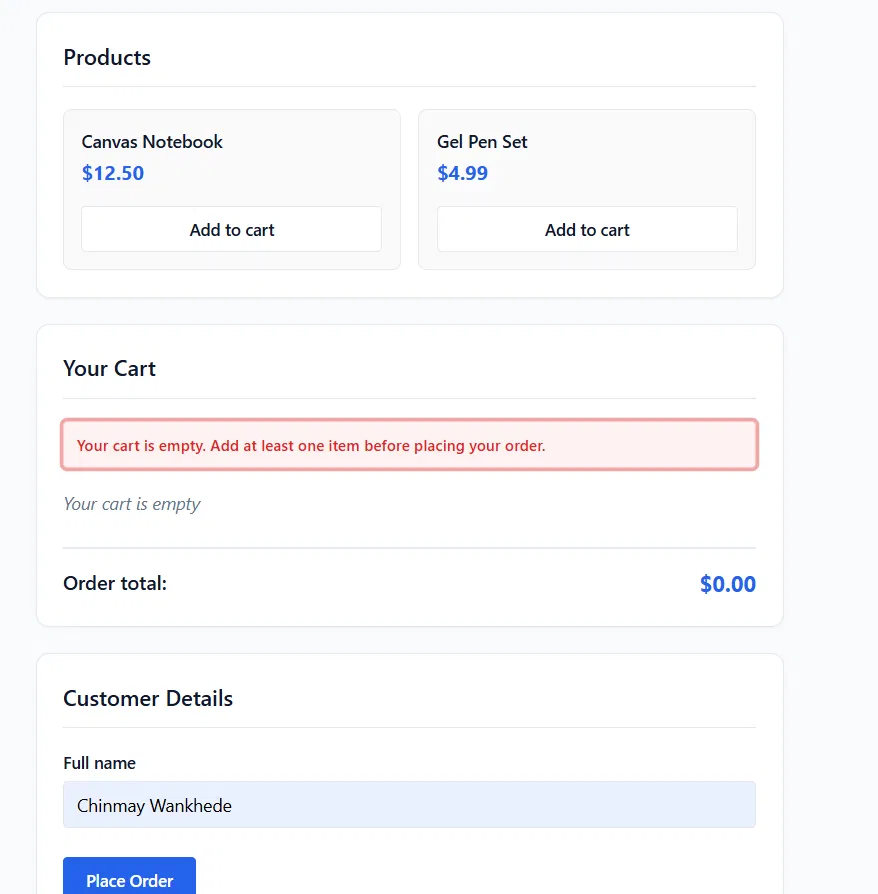 Products
Canvas Notebook
$12.50
Add to cart
Gel Pen Set
$4.99
Add to cart
Your Cart
Your cart is empty. Add at least one item before placing your order.
Your cart is empty
Order total:
$0.00
Customer Details
Full name
Chinmay Wankhede
Place Order